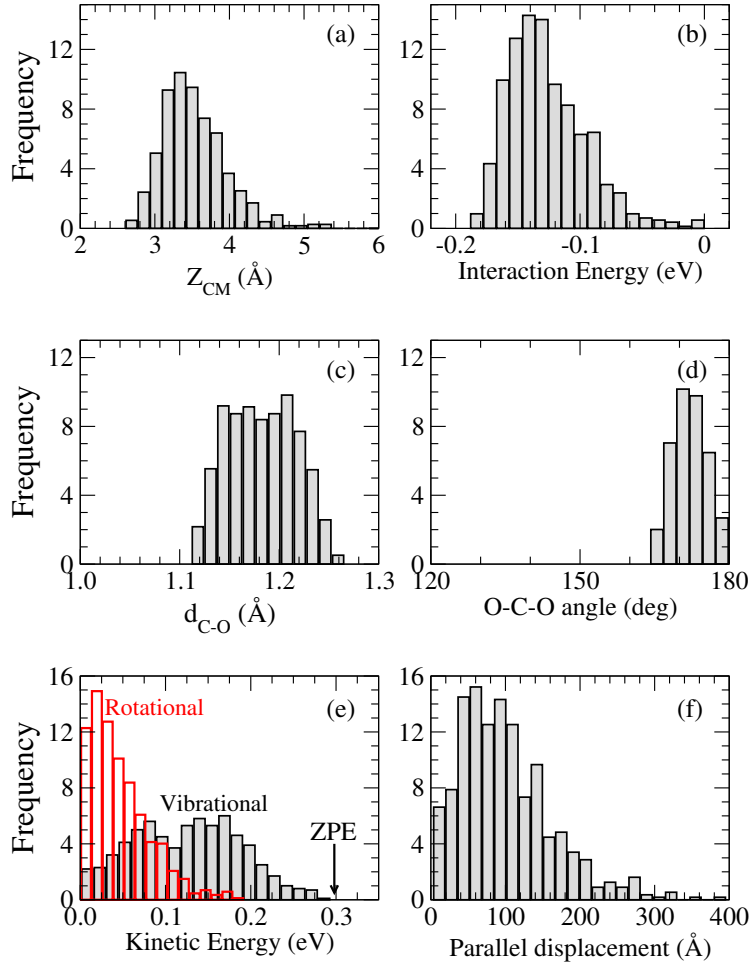 (a)
Frequency
12
8
4
0
2 3 4 5 6
Z_CM (Å)
(b)
12
8
4
0
-0.2 -0.1 0
Interaction Energy (eV)
(c)
Frequency
12
8
4
0
1.0 1.1 1.2 1.3
d_C-O (Å)
(d)
12
8
4
0
120 150 180
O-C-O angle (deg)
(e)
Frequency
16
12
8
4
0
Rotational
Vibrational
ZPE
0.0 0.1 0.2 0.3
Kinetic Energy (eV)
(f)
16
12
8
4
0
0 100 200 300 400
Parallel displacement (Å)